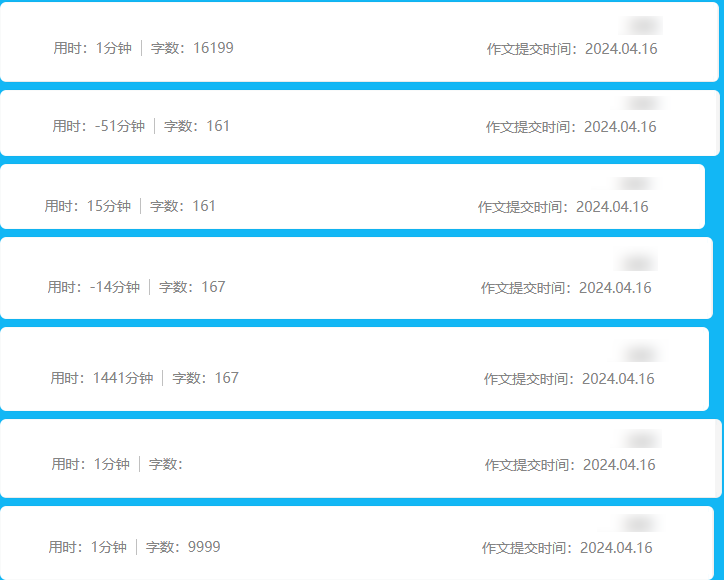 用时：1分钟 | 字数：16199 作文提交时间：2024.04.16
用时：-51分钟 | 字数：161 作文提交时间：2024.04.16
用时：15分钟 | 字数：161 作文提交时间：2024.04.16
用时：-14分钟 | 字数：167 作文提交时间：2024.04.16
用时：1441分钟 | 字数：167 作文提交时间：2024.04.16
用时：1分钟 | 字数： 作文提交时间：2024.04.16
用时：1分钟 | 字数：9999 作文提交时间：2024.04.16